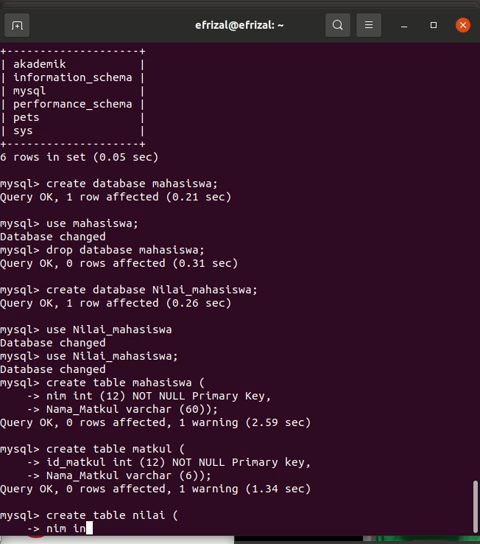 efrizal@efrizal: ~
+--------------------+
| akademik           |
| information_schema |
| mysql              |
| performance_schema |
| pets               |
| sys                |
+--------------------+
6 rows in set (0.05 sec)
mysql> create database mahasiswa;
Query OK, 1 row affected (0.21 sec)
mysql> use mahasiswa;
Database changed
mysql> drop database mahasiswa;
Query OK, 0 rows affected (0.31 sec)
mysql> create database Nilai_mahasiswa;
Query OK, 1 row affected (0.26 sec)
mysql> use Nilai_mahasiswa
Database changed
mysql> use Nilai_mahasiswa;
Database changed
mysql> create table mahasiswa (
    -> nim int (12) NOT NULL Primary Key,
    -> Nama_Matkul varchar (60));
Query OK, 0 rows affected, 1 warning (2.59 sec)
mysql> create table matkul (
    -> id_matkul int (12) NOT NULL Primary key,
    -> Nama_Matkul varchar (6));
Query OK, 0 rows affected, 1 warning (1.34 sec)
mysql> create table nilai (
    -> nim in